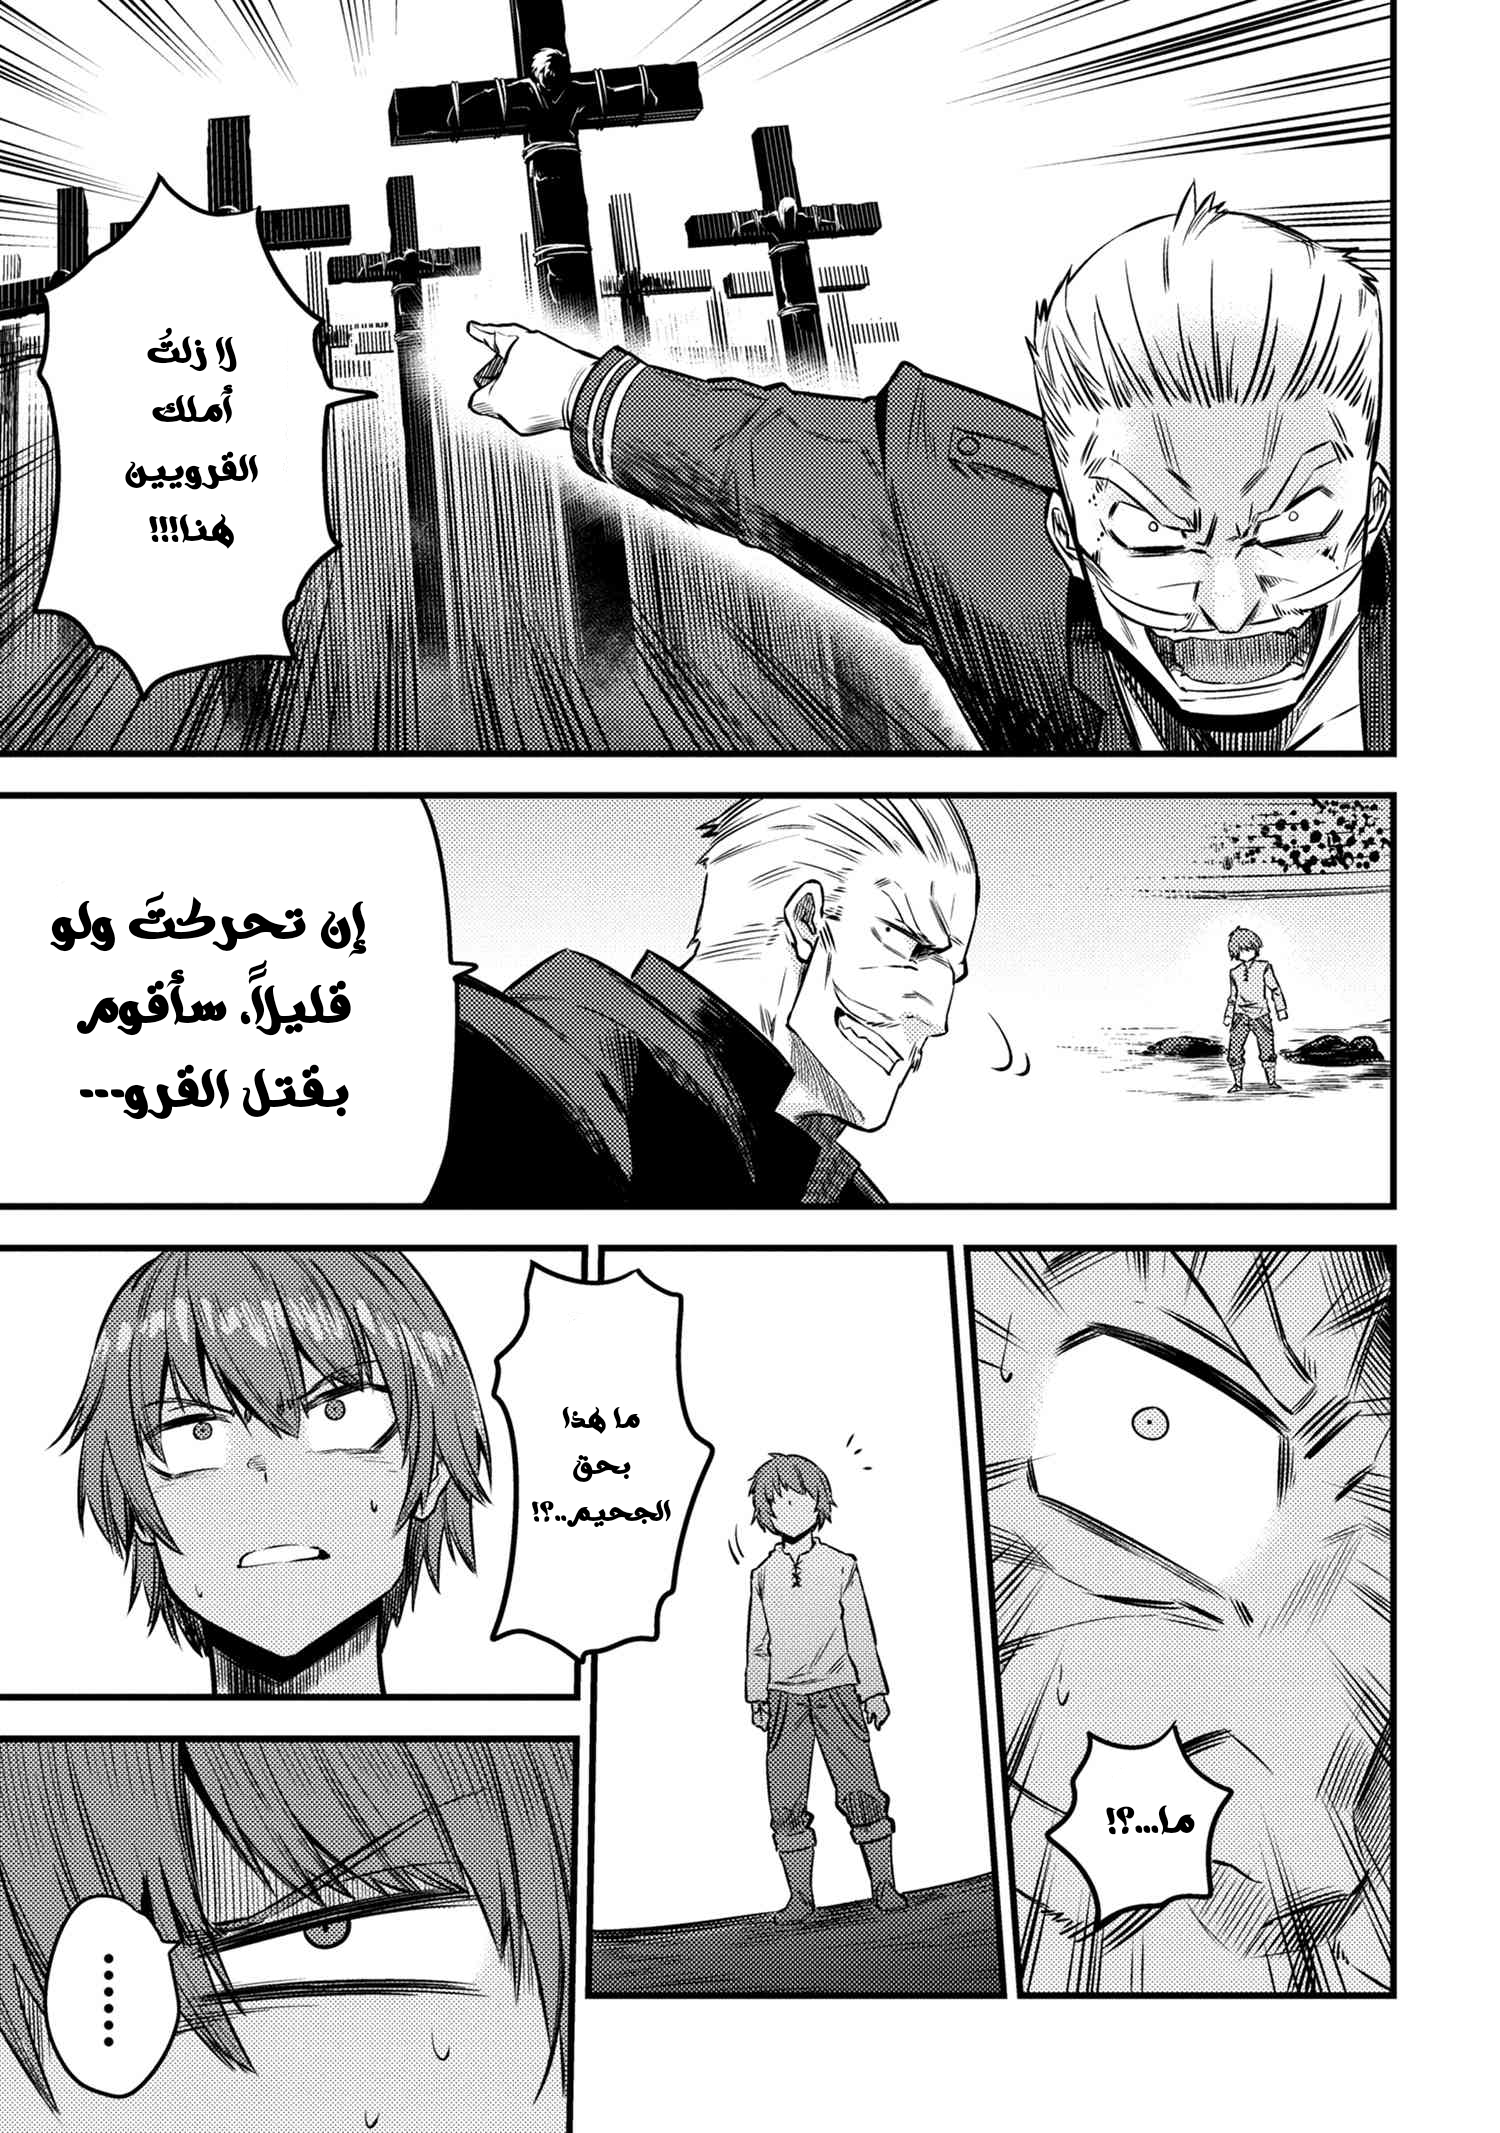 لا زلتُ
أملك
القرويين
هنا!!!
إن تحركتَ ولو
قليلاً، سأقوم
بقتل القرو---
ما...؟!
ما هذا
بحق
الجحيم..؟!
.......